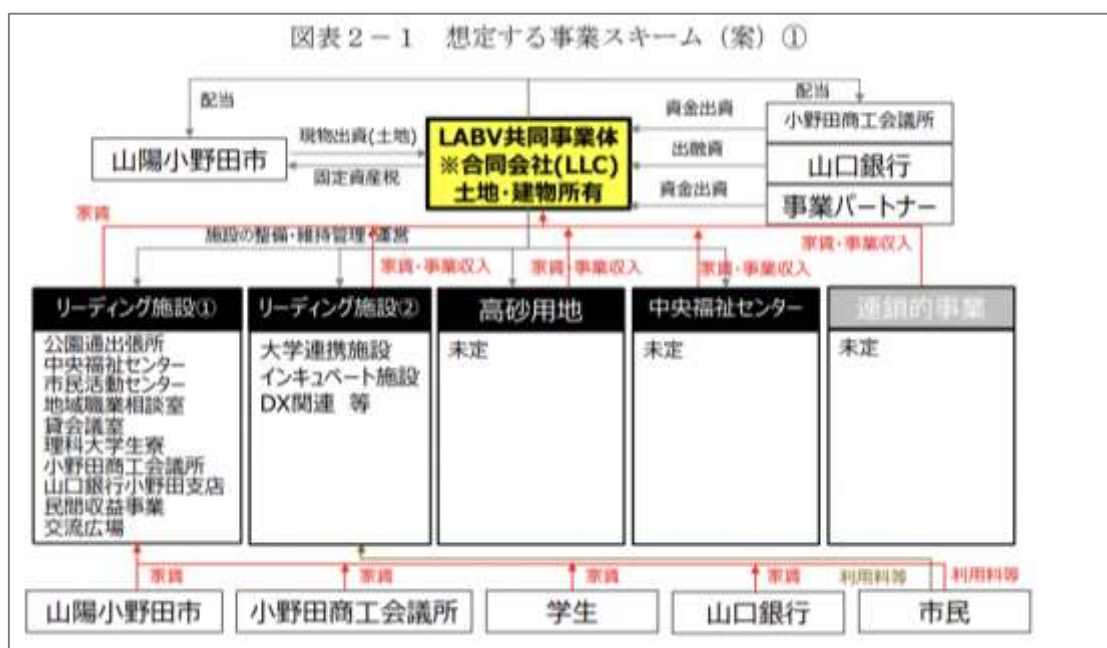 図表２－１ 想定する事業スキーム（案）①
配当
配当
資金出資
小野田商工会議所
現物出資(土地)
LABV共同事業体
※合同会社(LLC)
土地・建物所有
出融資
山陽小野田市
山口銀行
固定資産税
資金出資
事業パートナー
家賃
施設の整備・維持管理・運営
家賃・事業収入
家賃・事業収入
家賃・事業収入
家賃・事業収入
リーディング施設①
公園通出張所
中央福祉センター
市民活動センター
地域職業相談室
貸会議室
理科大学生寮
小野田商工会議所
山口銀行小野田支店
民間収益事業
交流広場
リーディング施設②
大学連携施設
インキュベート施設
DX関連 等
高砂用地
未定
中央福祉センター
未定
連鎖的事業
未定
家賃
家賃
家賃
家賃
利用料等
利用料等
山陽小野田市
小野田商工会議所
学生
山口銀行
市民